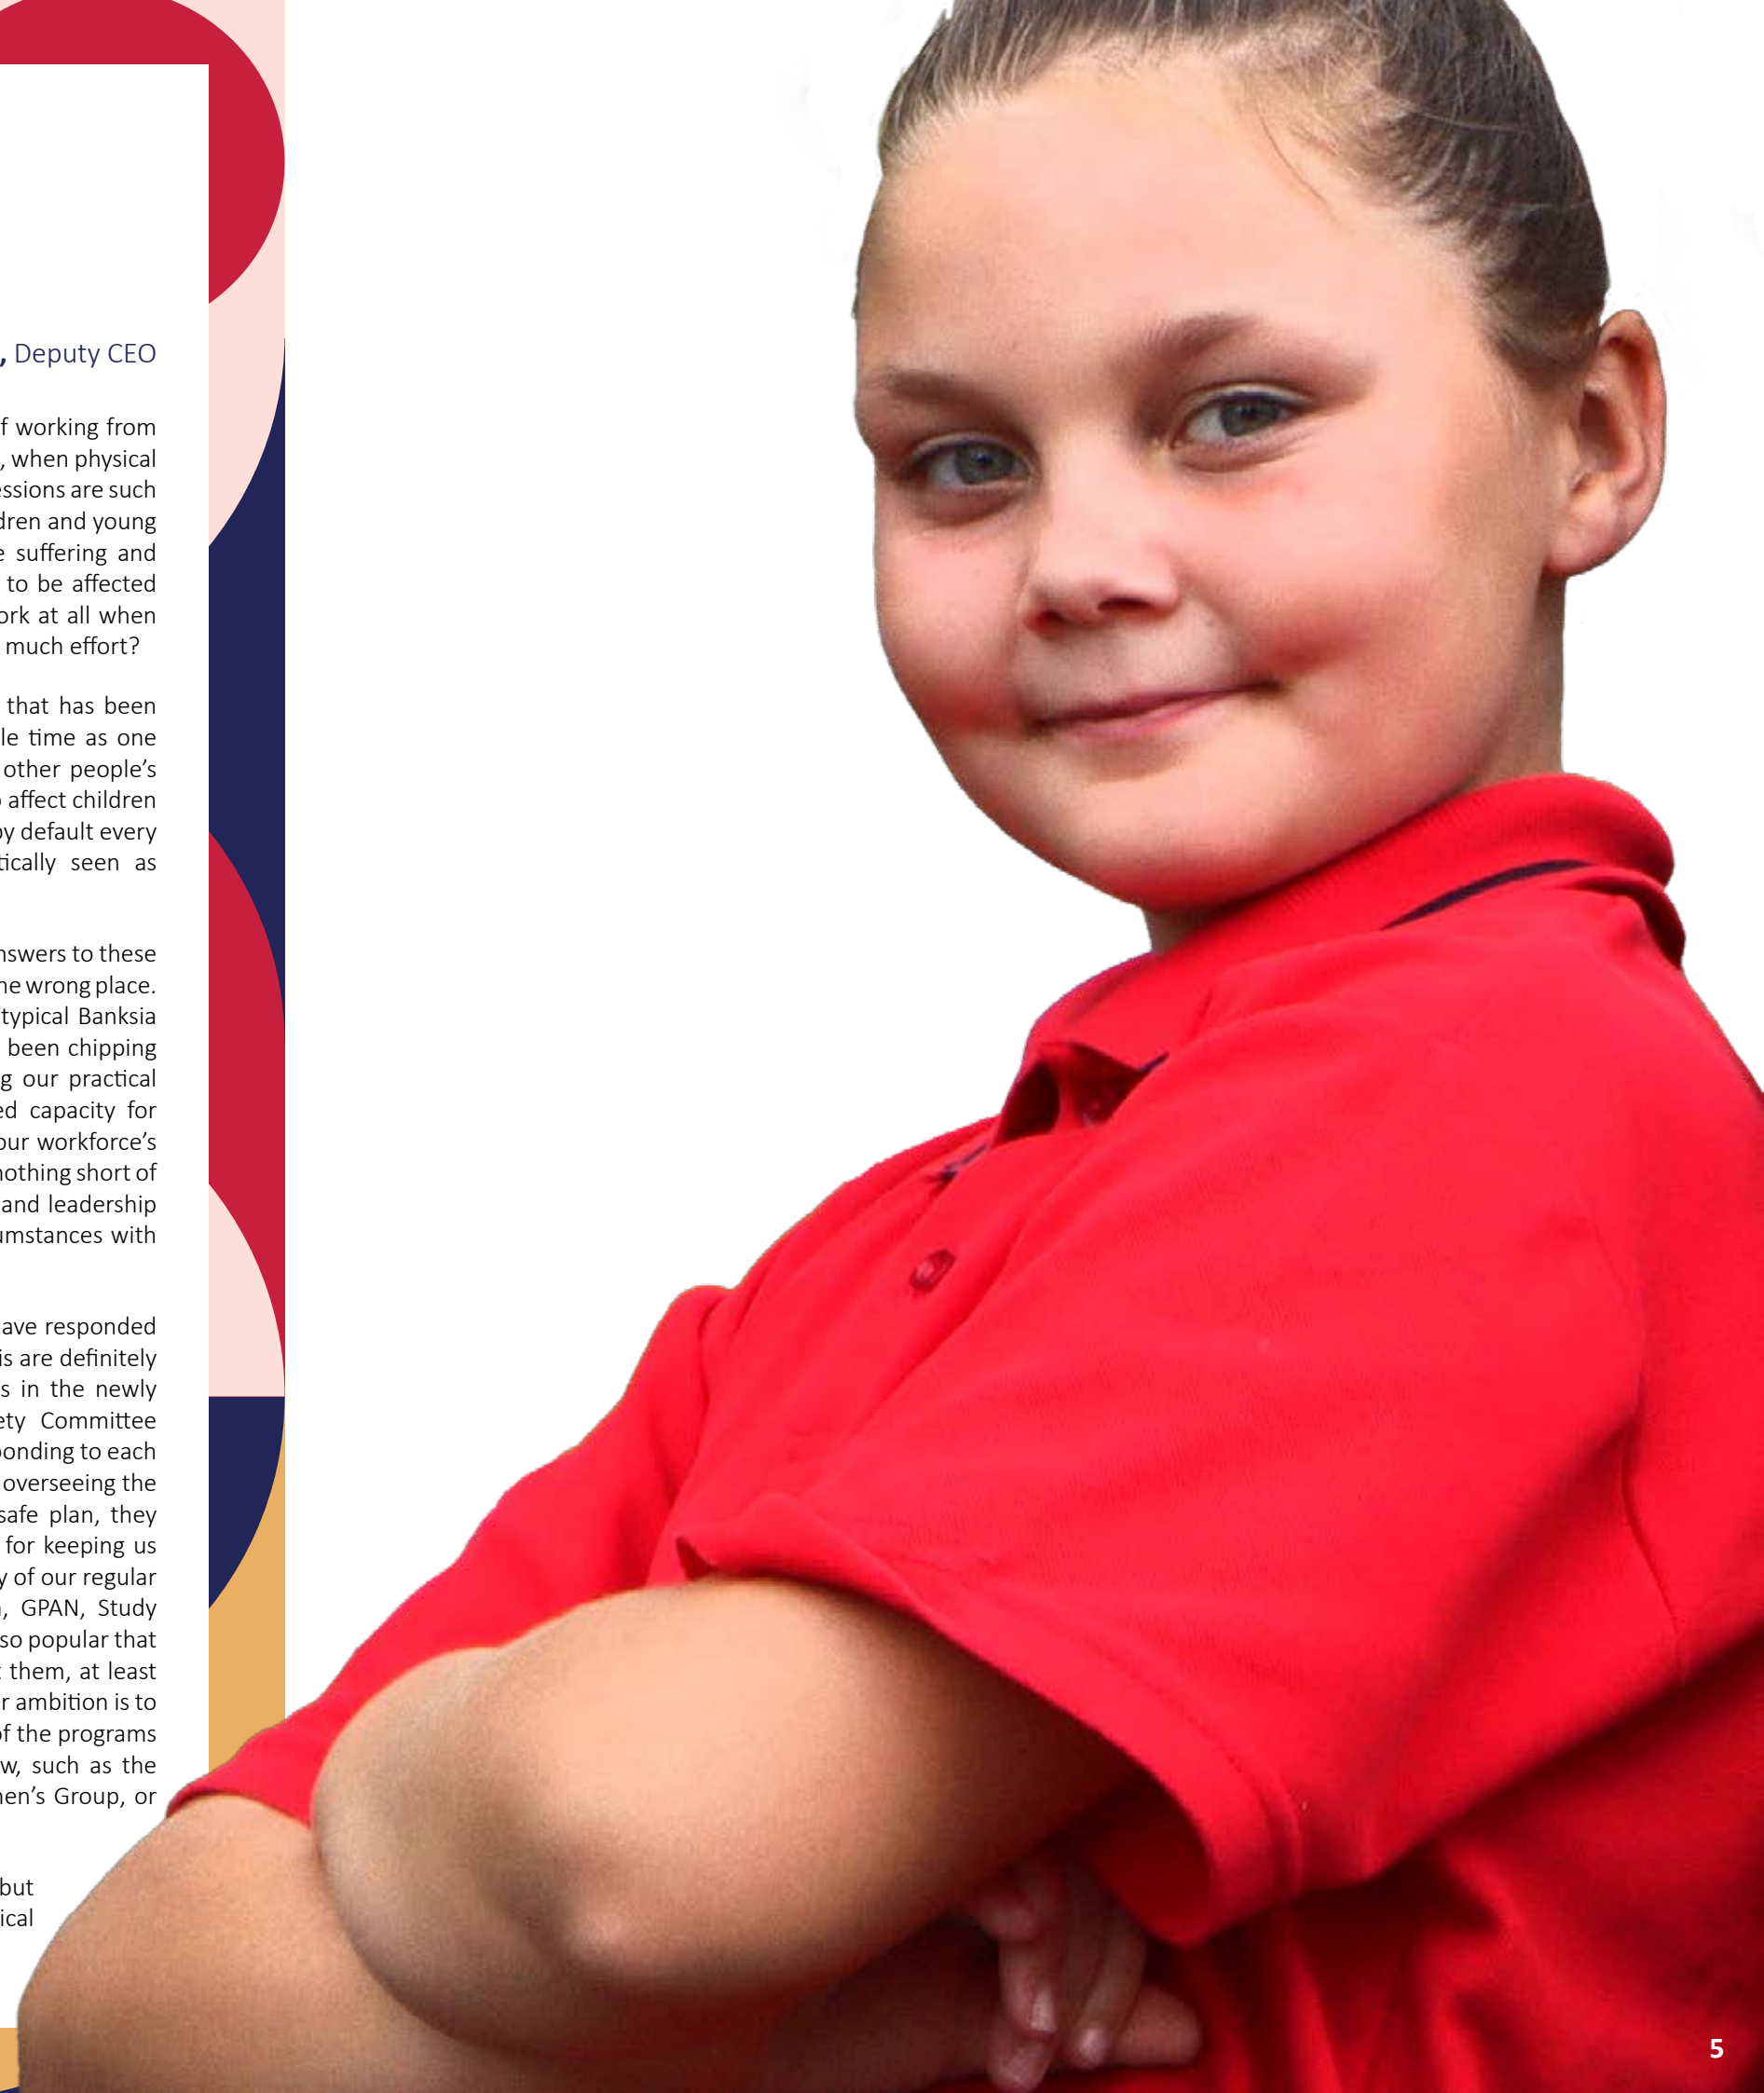 , Deputy CEO
f working from
, when physical
essions are such
dren and young
e suffering and
to be affected
ork at all when
much effort?
that has been
le time as one
other people's
o affect children
by default every
tically seen as
nswers to these
he wrong place.
typical Banksia
been chipping
g our practical
ed capacity for
our workforce's
nothing short of
and leadership
umstances with
ave responded
is are definitely
s in the newly
ety Committee
ponding to each
overseeing the
safe plan, they
for keeping us
y of our regular
, GPAN, Study
so popular that
t them, at least
r ambition is to
of the programs
w, such as the
men's Group, or
but
ical
5